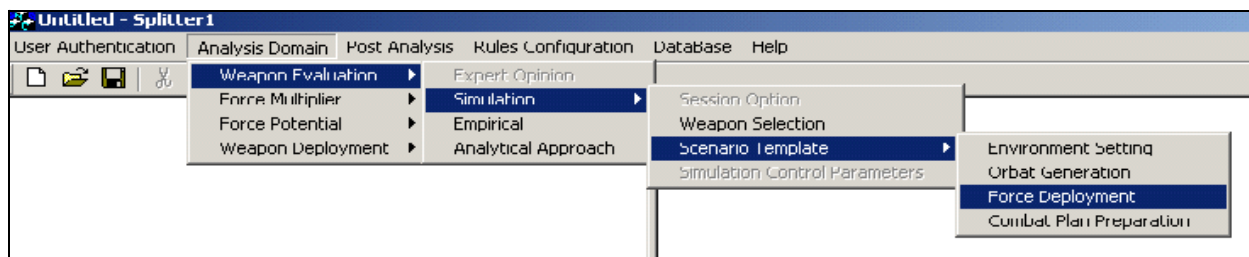 Untitled - Splitter1
User Authentication Analysis Domain Post Analysis Rules Configuration DataBase Help
Weapon Evaluation
Force Multiplier
Force Potential
Weapon Deployment
Expert Opinion
Simulation
Empirical
Analytical Approach
Session Option
Weapon Selection
Scenario Template
Simulation Control Parameters
Environment Setting
Orbat Generation
Force Deployment
Combat Plan Preparation